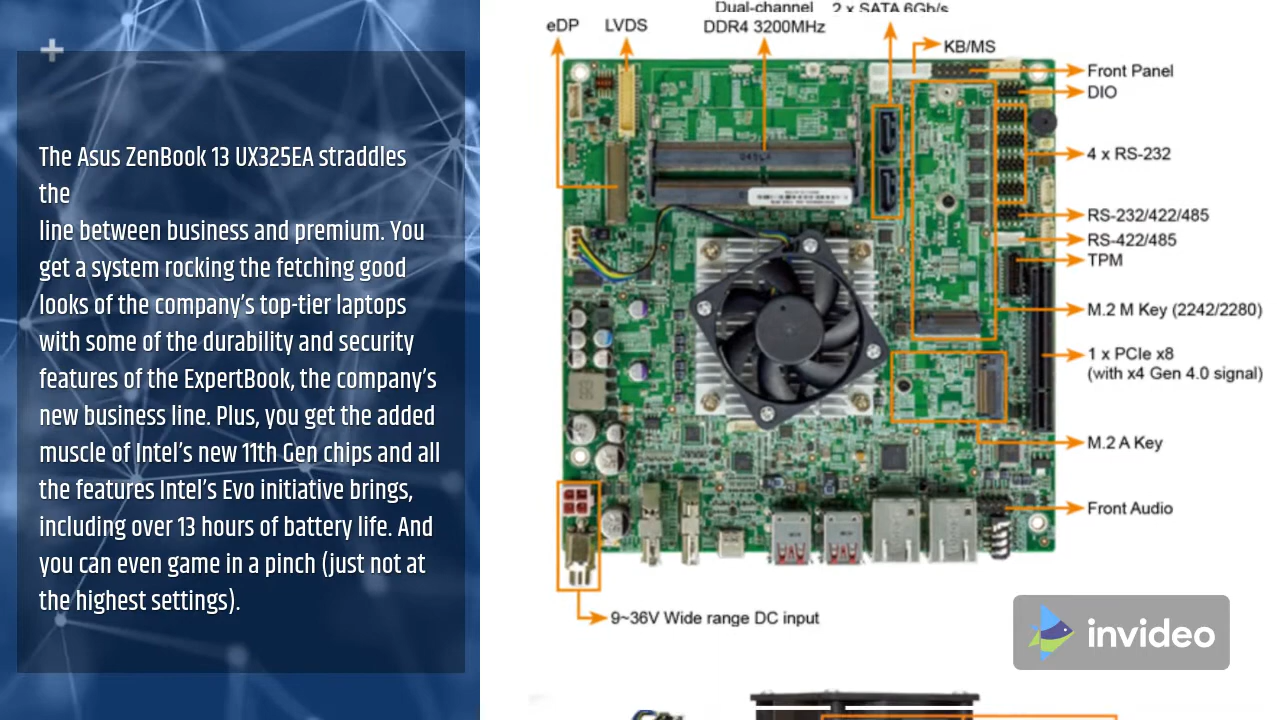 The Asus ZenBook 13 UX325EA straddles
the
line between business and premium. You
get a system rocking the fetching good
looks of the company's top-tier laptops
with some of the durability and security
features of the ExpertBook, the company's
new business line. Plus, you get the added
muscle of Intel's new 11th Gen chips and all
the features Intel's Evo initiative brings,
including over 13 hours of battery life. And
you can even game in a pinch (just not at
the highest settings).
eDP
LVDS
Dual-channel
DDR4 3200MHz
2 x SATA 6Gb/s
KB/MS
Front Panel
DIO
4 x RS-232
RS-232/422/485
RS-422/485
TPM
M.2 M Key (2242/2280)
1 x PCIe x8
(with x4 Gen 4.0 signal)
M.2 A Key
Front Audio
9~36V Wide range DC input
invideo